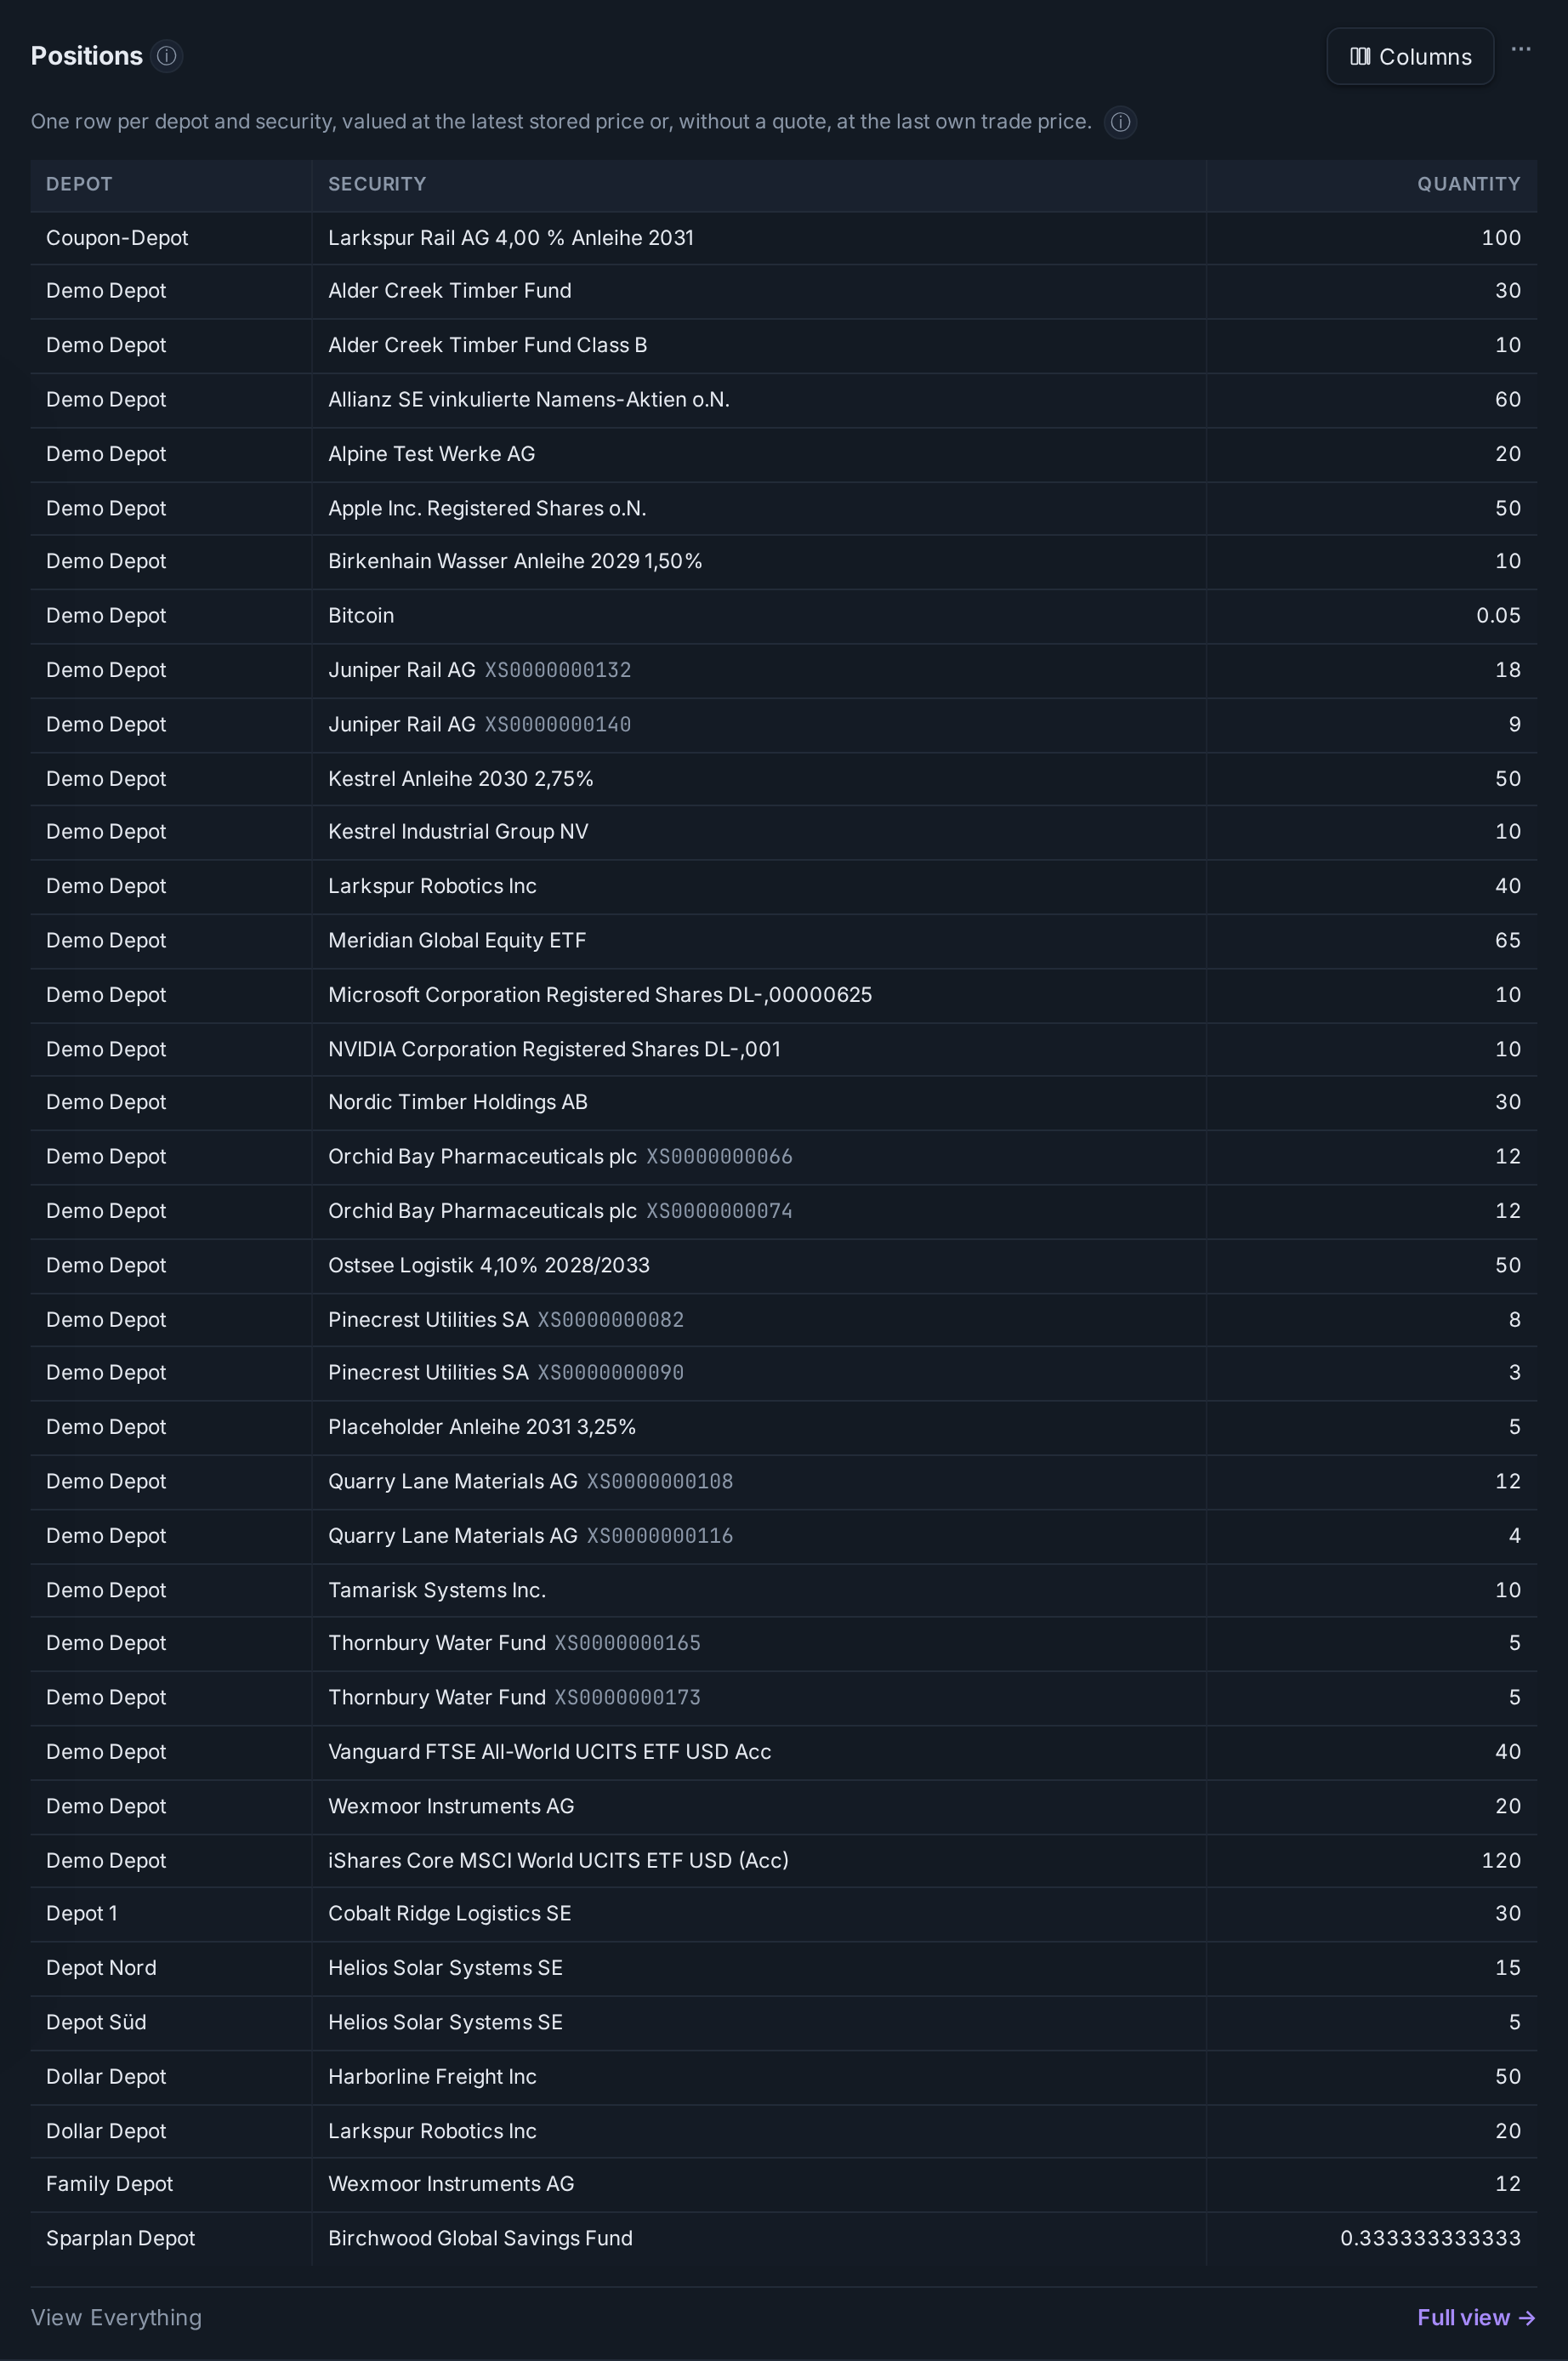 Positions ⓘ
Columns ...
One row per depot and security, valued at the latest stored price or, without a quote, at the last own trade price. ⓘ
DEPOT SECURITY QUANTITY
Coupon-Depot Larkspur Rail AG 4,00 % Anleihe 2031 100
Demo Depot Alder Creek Timber Fund 30
Demo Depot Alder Creek Timber Fund Class B 10
Demo Depot Allianz SE vinkulierte Namens-Aktien o.N. 60
Demo Depot Alpine Test Werke AG 20
Demo Depot Apple Inc. Registered Shares o.N. 50
Demo Depot Birkenhain Wasser Anleihe 2029 1,50% 10
Demo Depot Bitcoin 0.05
Demo Depot Juniper Rail AG XS0000000132 18
Demo Depot Juniper Rail AG XS0000000140 9
Demo Depot Kestrel Anleihe 2030 2,75% 50
Demo Depot Kestrel Industrial Group NV 10
Demo Depot Larkspur Robotics Inc 40
Demo Depot Meridian Global Equity ETF 65
Demo Depot Microsoft Corporation Registered Shares DL-,00000625 10
Demo Depot NVIDIA Corporation Registered Shares DL-,001 10
Demo Depot Nordic Timber Holdings AB 30
Demo Depot Orchid Bay Pharmaceuticals plc XS0000000066 12
Demo Depot Orchid Bay Pharmaceuticals plc XS0000000074 12
Demo Depot Ostsee Logistik 4,10% 2028/2033 50
Demo Depot Pinecrest Utilities SA XS0000000082 8
Demo Depot Pinecrest Utilities SA XS0000000090 3
Demo Depot Placeholder Anleihe 2031 3,25% 5
Demo Depot Quarry Lane Materials AG XS0000000108 12
Demo Depot Quarry Lane Materials AG XS0000000116 4
Demo Depot Tamarisk Systems Inc. 10
Demo Depot Thornbury Water Fund XS0000000165 5
Demo Depot Thornbury Water Fund XS0000000173 5
Demo Depot Vanguard FTSE All-World UCITS ETF USD Acc 40
Demo Depot Wexmoor Instruments AG 20
Demo Depot iShares Core MSCI World UCITS ETF USD (Acc) 120
Depot 1 Cobalt Ridge Logistics SE 30
Depot Nord Helios Solar Systems SE 15
Depot Süd Helios Solar Systems SE 5
Dollar Depot Harborline Freight Inc 50
Dollar Depot Larkspur Robotics Inc 20
Family Depot Wexmoor Instruments AG 12
Sparplan Depot Birchwood Global Savings Fund 0.333333333333
View Everything Full view →